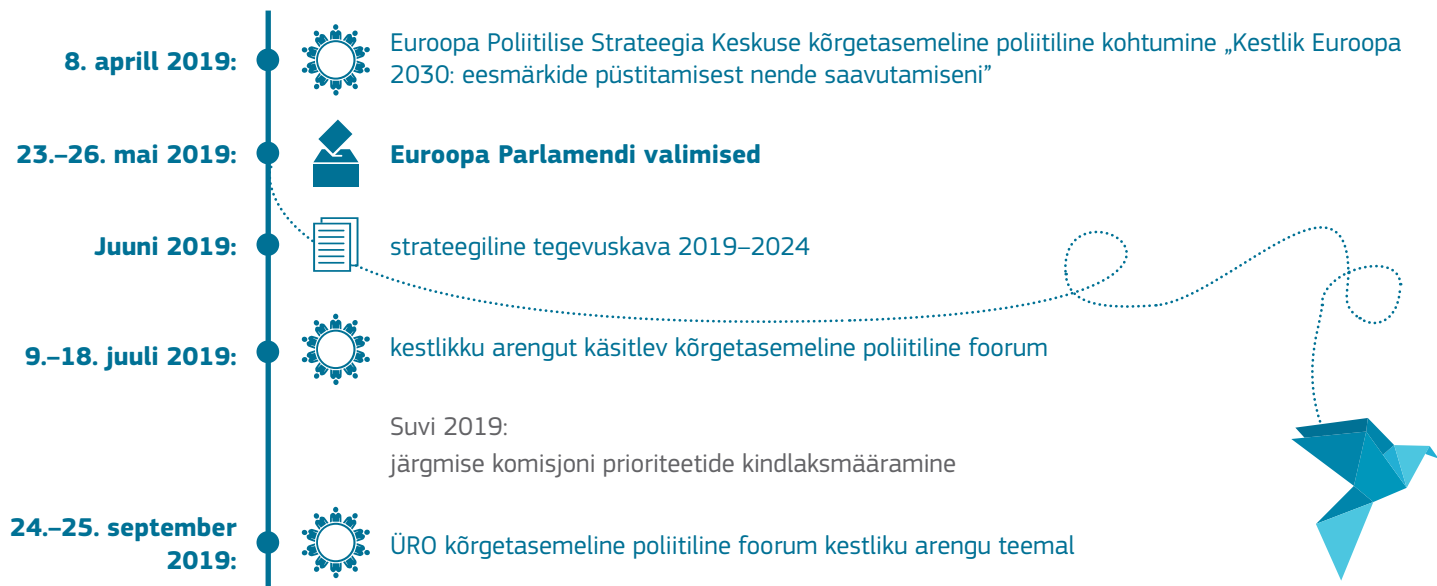 8. aprill 2019:
Euroopa Poliitilise Strateegia Keskuse kõrgetasemeline poliitiline kohtumine „Kestlik Euroopa
2030: eesmärkide püstitamisest nende saavutamiseni”
23.–26. mai 2019:
Euroopa Parlamendi valimised
Juuni 2019:
strateegiline tegevuskava 2019–2024
9.–18. juuli 2019:
kestlikku arengut käsitlev kõrgetasemeline poliitiline foorum
Suvi 2019:
järgmise komisjoni prioriteetide kindlaksmääramine
24.–25. september
2019:
ÜRO kõrgetasemeline poliitiline foorum kestliku arengu teemal